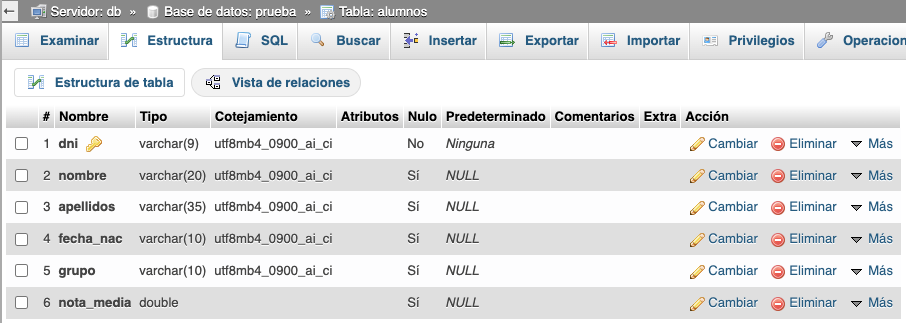 Servidor: db » Base de datos: prueba » Tabla: alumnos
Examinar Estructura SQL Buscar Insertar Exportar Importar Privilegios Operacion
Estructura de tabla Vista de relaciones
# Nombre Tipo Cotejamiento Atributos Nulo Predeterminado Comentarios Extra Acción
1 dni varchar(9) utf8mb4_0900_ai_ci No Ninguna Cambiar Eliminar Más
2 nombre varchar(20) utf8mb4_0900_ai_ci Sí NULL Cambiar Eliminar Más
3 apellidos varchar(35) utf8mb4_0900_ai_ci Sí NULL Cambiar Eliminar Más
4 fecha_nac varchar(10) utf8mb4_0900_ai_ci Sí NULL Cambiar Eliminar Más
5 grupo varchar(10) utf8mb4_0900_ai_ci Sí NULL Cambiar Eliminar Más
6 nota_media double Sí NULL Cambiar Eliminar Más